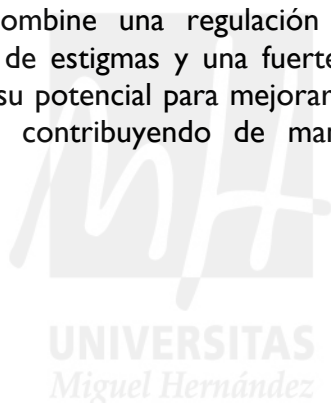 ombine una regulación
de estigmas y una fuerte
su potencial para mejorar
contribuyendo de mar
UNIVERSITAS
Miguel Hernández